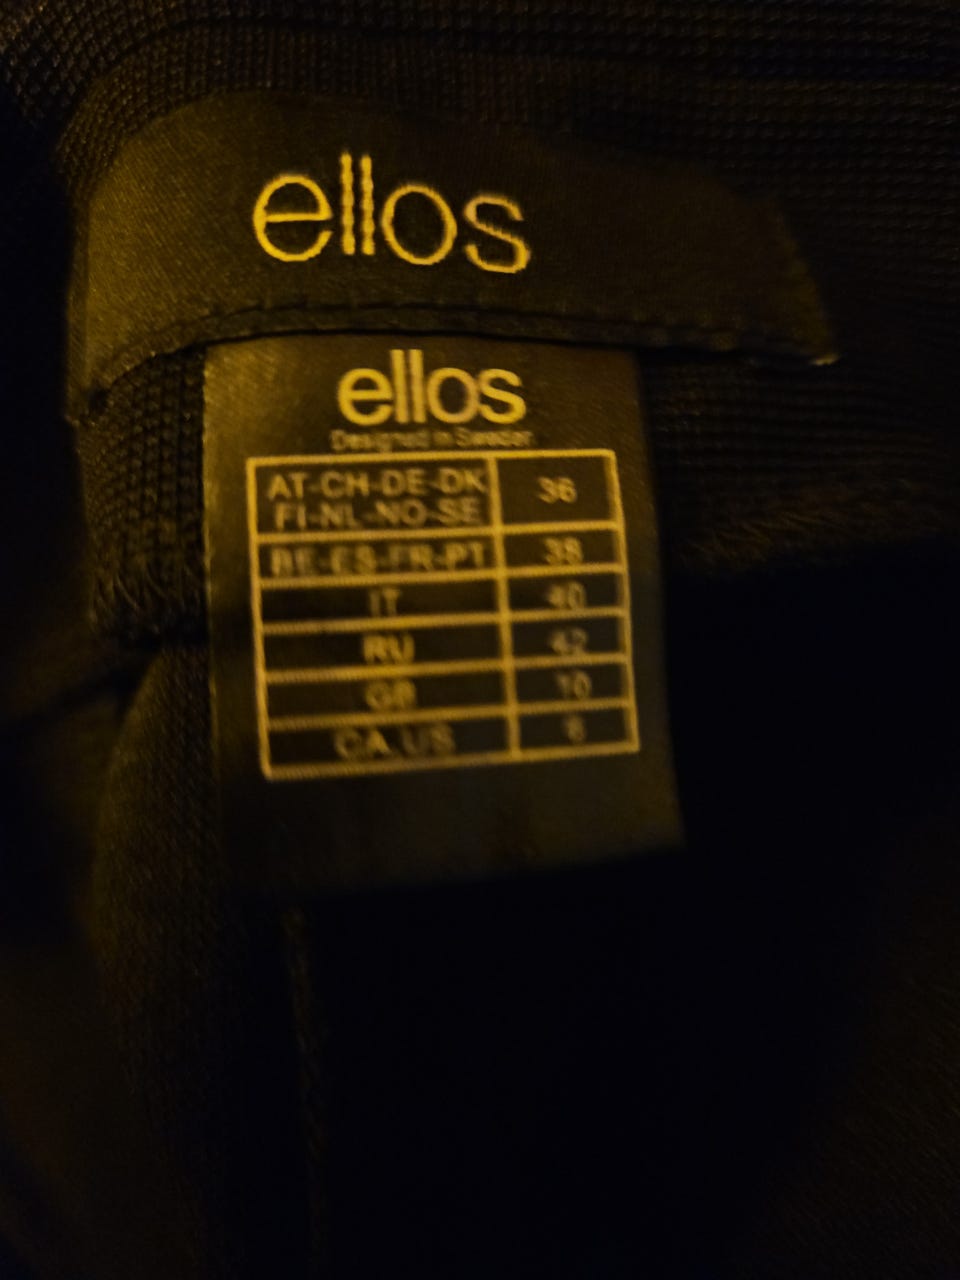 ellos
ellos
Designed in Sweden
AT-CH-DE-DK
FI-NL-NO-SE 36
BE-ES-FR-PT 38
IT 40
RU 42
GB 10
CA, US